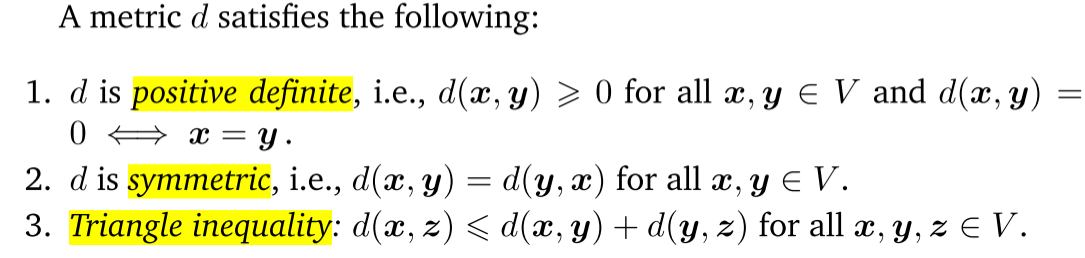 A metric d satisfies the following:
1. d is positive definite, i.e., d(x, y) ⩾ 0 for all x, y ∈ V and d(x, y) =
0 ⟺ x = y .
2. d is symmetric, i.e., d(x, y) = d(y, x) for all x, y ∈ V.
3. Triangle inequality: d(x, z) ⩽ d(x, y) + d(y, z) for all x, y, z ∈ V.